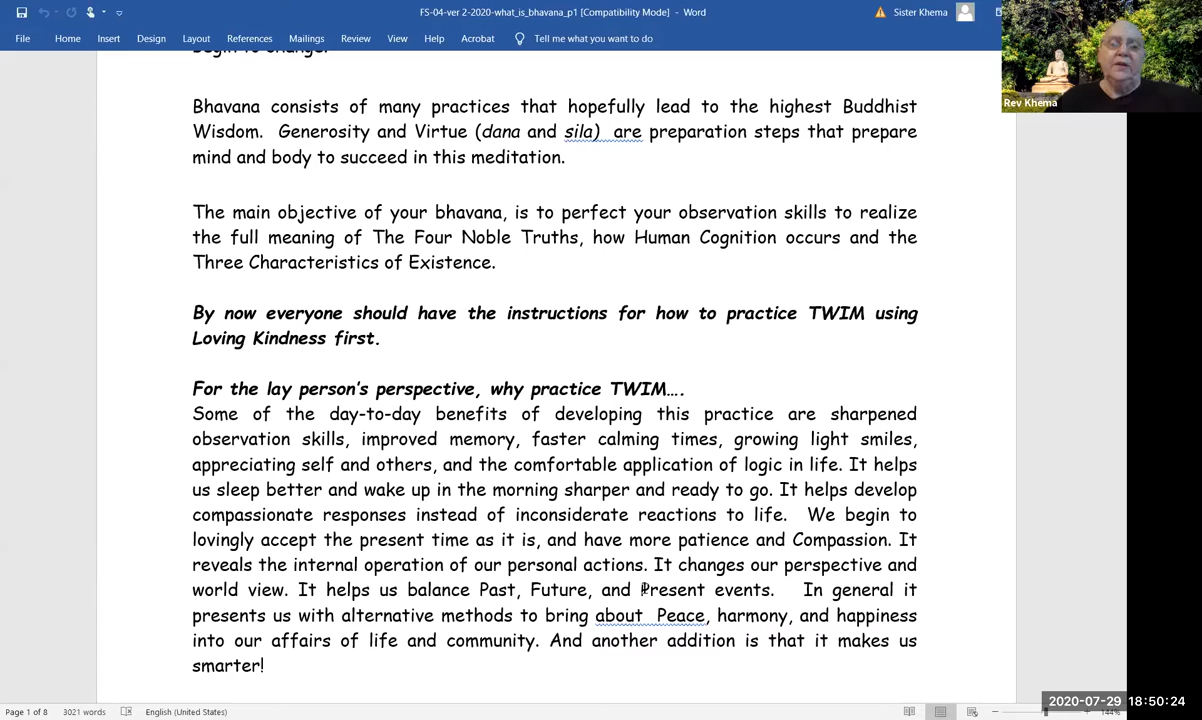 FS-04-ver 2-2020-what_is_bhavana_p1 [Compatibility Mode] - Word
Sister Khema
File Home Insert Design Layout References Mailings Review View Help Acrobat Tell me what you want to do
Rev Khema
begin to change.
Bhavana consists of many practices that hopefully lead to the highest Buddhist
Wisdom. Generosity and Virtue (dana and sila) are preparation steps that prepare
mind and body to succeed in this meditation.
The main objective of your bhavana, is to perfect your observation skills to realize
the full meaning of The Four Noble Truths, how Human Cognition occurs and the
Three Characteristics of Existence.
By now everyone should have the instructions for how to practice TWIM using
Loving Kindness first.
For the lay person's perspective, why practice TWIM….
Some of the day-to-day benefits of developing this practice are sharpened
observation skills, improved memory, faster calming times, growing light smiles,
appreciating self and others, and the comfortable application of logic in life. It helps
us sleep better and wake up in the morning sharper and ready to go. It helps develop
compassionate responses instead of inconsiderate reactions to life. We begin to
lovingly accept the present time as it is, and have more patience and Compassion. It
reveals the internal operation of our personal actions. It changes our perspective and
world view. It helps us balance Past, Future, and Present events. In general it
presents us with alternative methods to bring about Peace, harmony, and happiness
into our affairs of life and community. And another addition is that it makes us
smarter!
Page 1 of 8 3021 words English (United States) 144%
2020-07-29 18:50:24